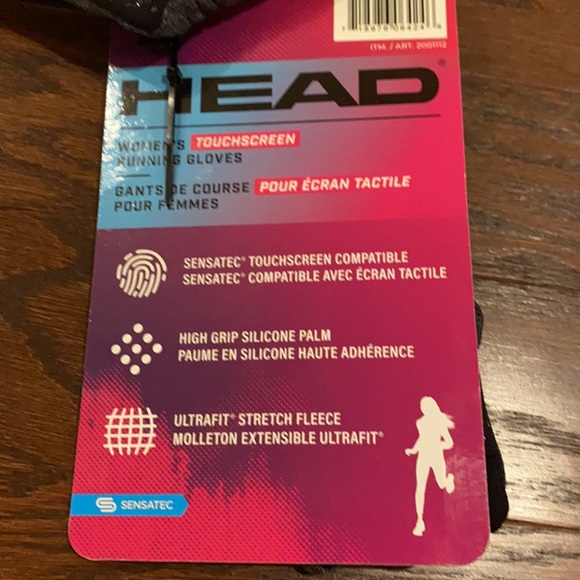 ITM. / ART. 2001112
HEAD®
WOMEN'S TOUCHSCREEN
RUNNING GLOVES
GANTS DE COURSE POUR ÉCRAN TACTILE
POUR FEMMES
SENSATEC® TOUCHSCREEN COMPATIBLE
SENSATEC® COMPATIBLE AVEC ÉCRAN TACTILE
HIGH GRIP SILICONE PALM
PAUME EN SILICONE HAUTE ADHÉRENCE
ULTRAFIT® STRETCH FLEECE
MOLLETON EXTENSIBLE ULTRAFIT®
SENSATEC